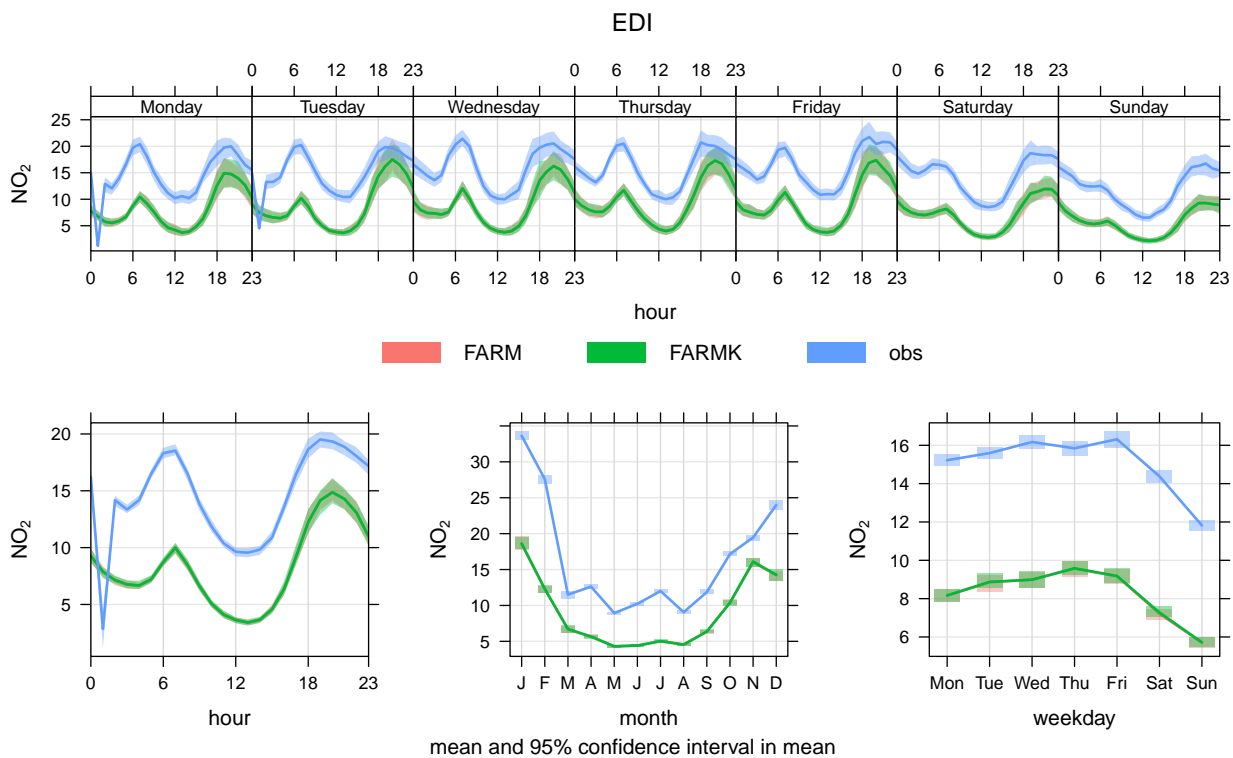 EDI
0 6 12 18 23 0 6 12 18 23 0 6 12 18 23
Monday Tuesday Wednesday Thursday Friday Saturday Sunday
25
20
15
10
5
NO2
0 6 12 18 23 0 6 12 18 23 0 6 12 18 23 0 6 12 18 23
hour
FARM FARMK obs
20
15
10
5
NO2
0 6 12 18 23
hour
30
25
20
15
10
5
NO2
J F M A M J J A S O N D
month
16
14
12
10
8
6
NO2
Mon Tue Wed Thu Fri Sat Sun
weekday
mean and 95% confidence interval in mean